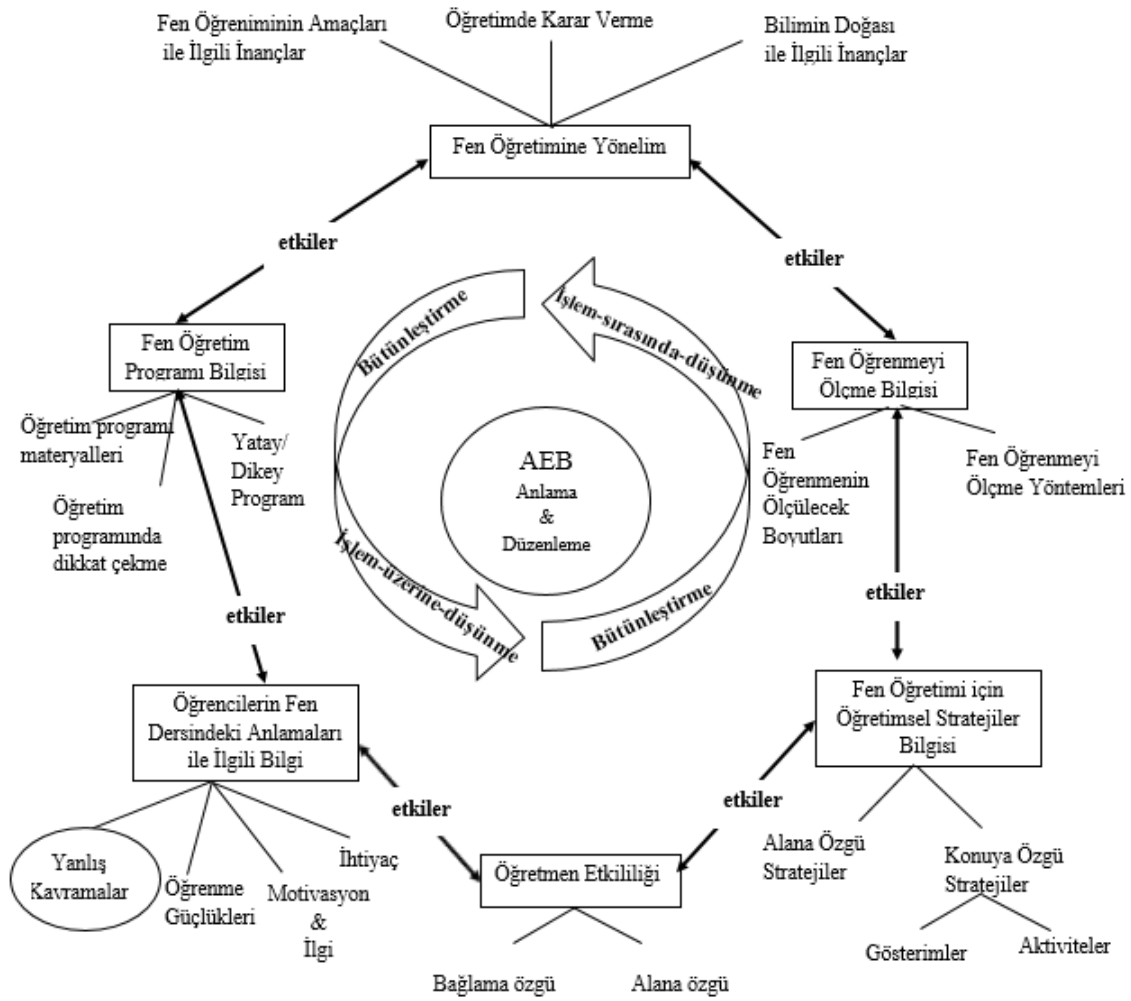 Fen Öğreniminin Amaçları
ile İlgili İnançlar
Öğretimde Karar Verme
Bilimin Doğası
ile İlgili İnançlar
Fen Öğretimine Yönelim
etkiler
etkiler
Fen Öğretim
Programı Bilgisi
Bütünleştirme
İşlem-sırasında-düşünme
Fen Öğrenmeyi
Ölçme Bilgisi
Öğretim programı
materyalleri
Öğretim
programında
dikkat çekme
Yatay/
Dikey
Program
AEB
Anlama
&
Düzenleme
Fen
Öğrenmenin
Ölçülecek
Boyutları
Fen Öğrenmeyi
Ölçme Yöntemleri
İşlem-üzerine-düşünme
Bütünleştirme
etkiler
etkiler
Öğrencilerin Fen
Dersindeki Anlamaları
ile İlgili Bilgi
Fen Öğretimi için
Öğretimsel Stratejiler
Bilgisi
etkiler
etkiler
Yanlış
Kavramalar
Öğrenme
Güçlükleri
Motivasyon
&
İlgi
İhtiyaç
Öğretmen Etkililiği
Bağlama özgü
Alana özgü
Alana Özgü
Stratejiler
Konuya Özgü
Stratejiler
Gösterimler
Aktiviteler